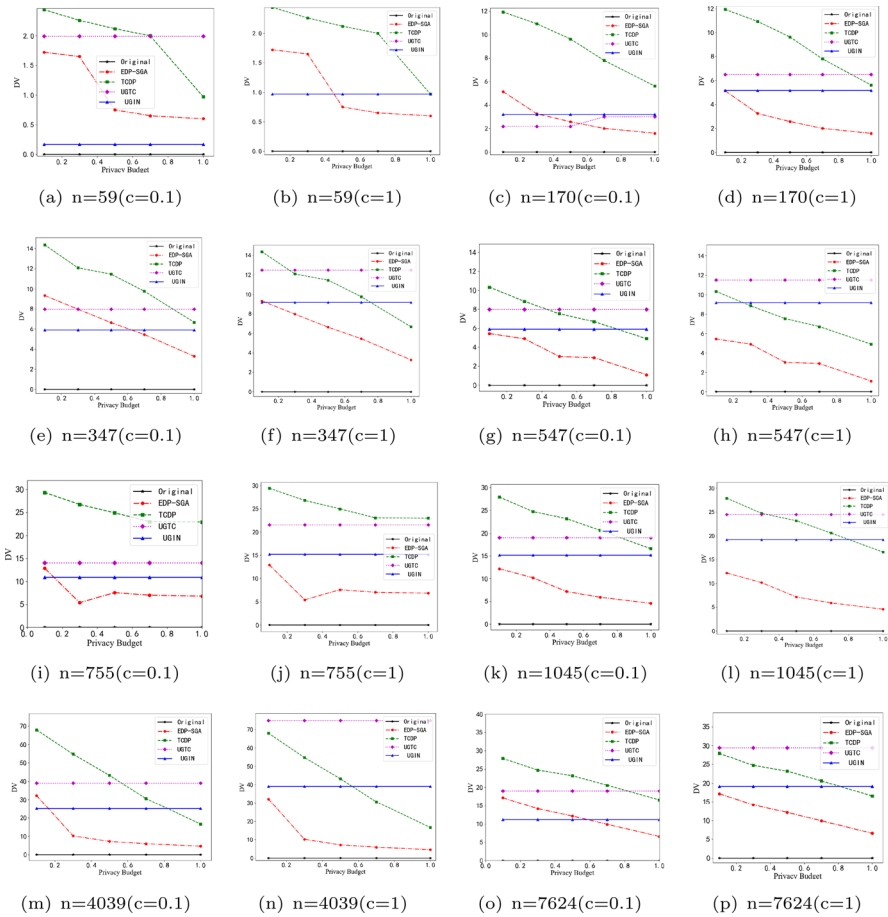 Original
EDP-SGA
TCDP
UGTC
UGIN
DV
2.0
1.5
1.0
0.5
0.0
0.2 0.4 0.6 0.8 1.0
Privacy Budget
(a) n=59(c=0.1)
Original
EDP-SGA
TCDP
UGTC
UGIN
DV
2.0
1.5
1.0
0.5
0.0
0.2 0.4 0.6 0.8 1.0
Privacy Budget
(b) n=59(c=1)
Original
EDP-SGA
TCDP
UGTC
UGIN
DV
12
10
8
6
4
2
0
0.2 0.4 0.6 0.8 1.0
Privacy Budget
(c) n=170(c=0.1)
Original
EDP-SGA
TCDP
UGTC
UGIN
DV
12
10
8
6
4
2
0
0.2 0.4 0.6 0.8 1.0
Privacy Budget
(d) n=170(c=1)
Original
EDP-SGA
TCDP
UGTC
UGIN
DV
14
12
10
8
6
4
2
0
0.2 0.4 0.6 0.8 1.0
Privacy Budget
(e) n=347(c=0.1)
Original
EDP-SGA
TCDP
UGTC
UGIN
DV
14
12
10
8
6
4
2
0
0.2 0.4 0.6 0.8 1.0
Privacy Budget
(f) n=347(c=1)
Original
EDP-SGA
TCDP
UGTC
UGIN
DV
14
12
10
8
6
4
2
0
0.2 0.4 0.6 0.8 1.0
Privacy Budget
(g) n=547(c=0.1)
Original
EDP-SGA
TCDP
UGTC
UGIN
DV
14
12
10
8
6
4
2
0
0.2 0.4 0.6 0.8 1.0
Privacy Budget
(h) n=547(c=1)
Original
EDP-SGA
TCDP
UGTC
UGIN
DV
30
25
20
15
10
5
0
0.0 0.2 0.4 0.6 0.8 1.0
Privacy Budget
(i) n=755(c=0.1)
Original
EDP-SGA
TCDP
UGTC
UGIN
DV
30
25
20
15
10
5
0
0.2 0.4 0.6 0.8 1.0
Privacy Budget
(j) n=755(c=1)
Original
EDP-SGA
TCDP
UGTC
UGIN
DV
30
25
20
15
10
5
0
0.2 0.4 0.6 0.8 1.0
Privacy Budget
(k) n=1045(c=0.1)
Original
EDP-SGA
TCDP
UGTC
UGIN
DV
30
25
20
15
10
5
0
0.2 0.4 0.6 0.8 1.0
Privacy Budget
(l) n=1045(c=1)
Original
EDP-SGA
TCDP
UGTC
UGIN
DV
70
60
50
40
30
20
10
0
0.2 0.4 0.6 0.8 1.0
Privacy Budget
(m) n=4039(c=0.1)
Original
EDP-SGA
TCDP
UGTC
UGIN
DV
70
60
50
40
30
20
10
0
0.2 0.4 0.6 0.8 1.0
Privacy Budget
(n) n=4039(c=1)
Original
EDP-SGA
TCDP
UGTC
UGIN
DV
40
35
30
25
20
15
10
5
0
0.2 0.4 0.6 0.8 1.0
Privacy Budget
(o) n=7624(c=0.1)
Original
EDP-SGA
TCDP
UGTC
UGIN
DV
35
30
25
20
15
10
5
0
0.2 0.4 0.6 0.8 1.0
Privacy Budget
(p) n=7624(c=1)